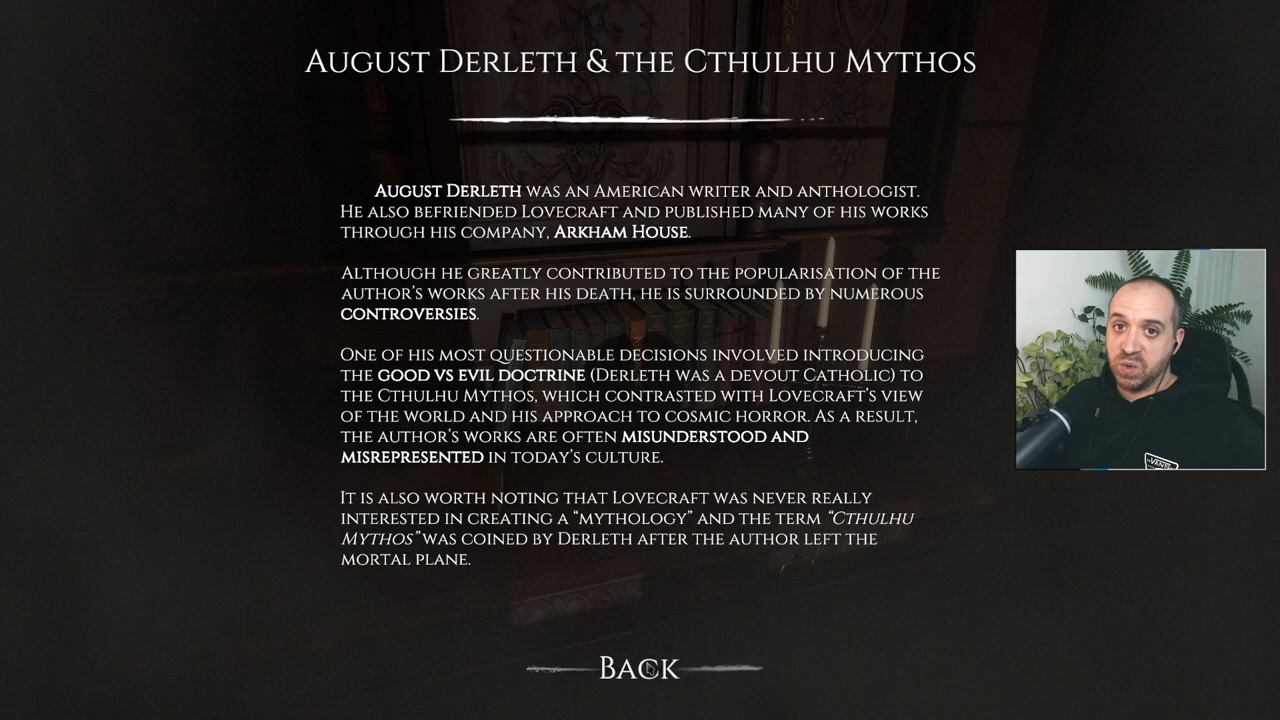 August Derleth & the Cthulhu Mythos
August Derleth was an American writer and anthologist.
He also befriended Lovecraft and published many of his works
through his company, Arkham House.
Although he greatly contributed to the popularisation of the
author's works after his death, he is surrounded by numerous
controversies.
One of his most questionable decisions involved introducing
the good vs evil doctrine (Derleth was a devout Catholic) to
the Cthulhu Mythos, which contrasted with Lovecraft's view
of the world and his approach to cosmic horror. As a result,
the author's works are often misunderstood and
misrepresented in today's culture.
It is also worth noting that Lovecraft was never really
interested in creating a "mythology" and the term "Cthulhu
Mythos" was coined by Derleth after the author left the
mortal plane.
Back
VANS